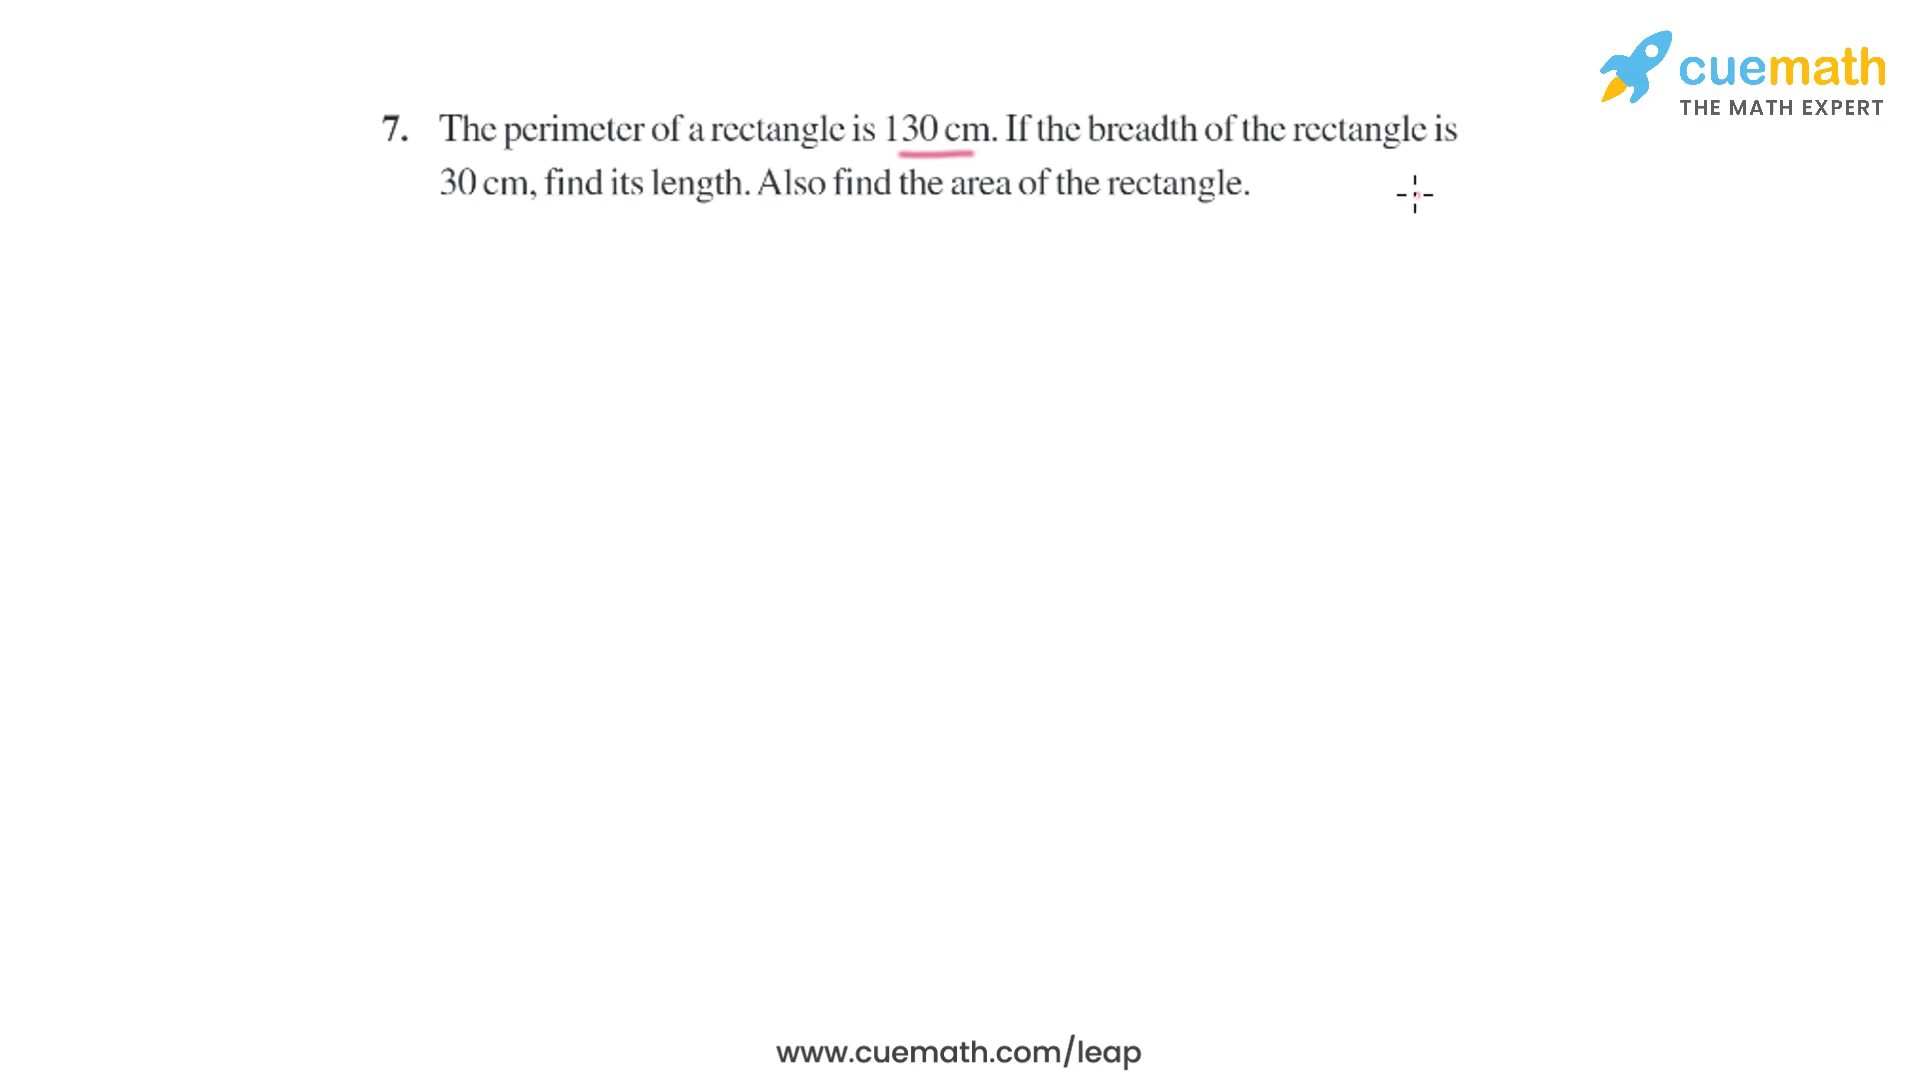 cuemath
THE MATH EXPERT
7. The perimeter of a rectangle is 130 cm. If the breadth of the rectangle is
30 cm, find its length. Also find the area of the rectangle.
www.cuemath.com/leap